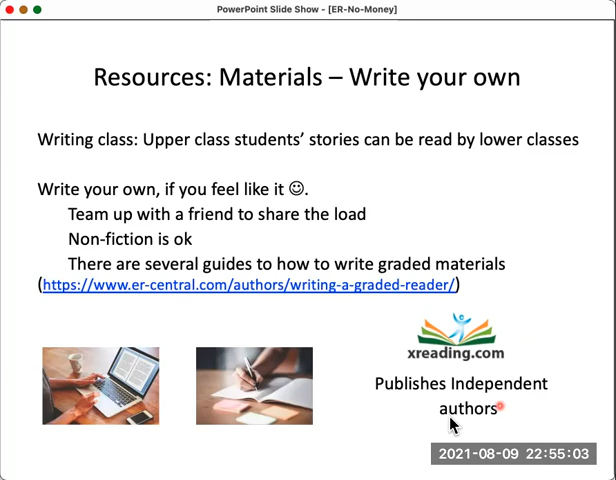 PowerPoint Slide Show - [ER-No-Money]
Resources: Materials – Write your own
Writing class: Upper class students’ stories can be read by lower classes
Write your own, if you feel like it ☺.
Team up with a friend to share the load
Non-fiction is ok
There are several guides to how to write graded materials
(https://www.er-central.com/authors/writing-a-graded-reader/)
xreading.com
Publishes Independent
authors
2021-08-09 22:55:03